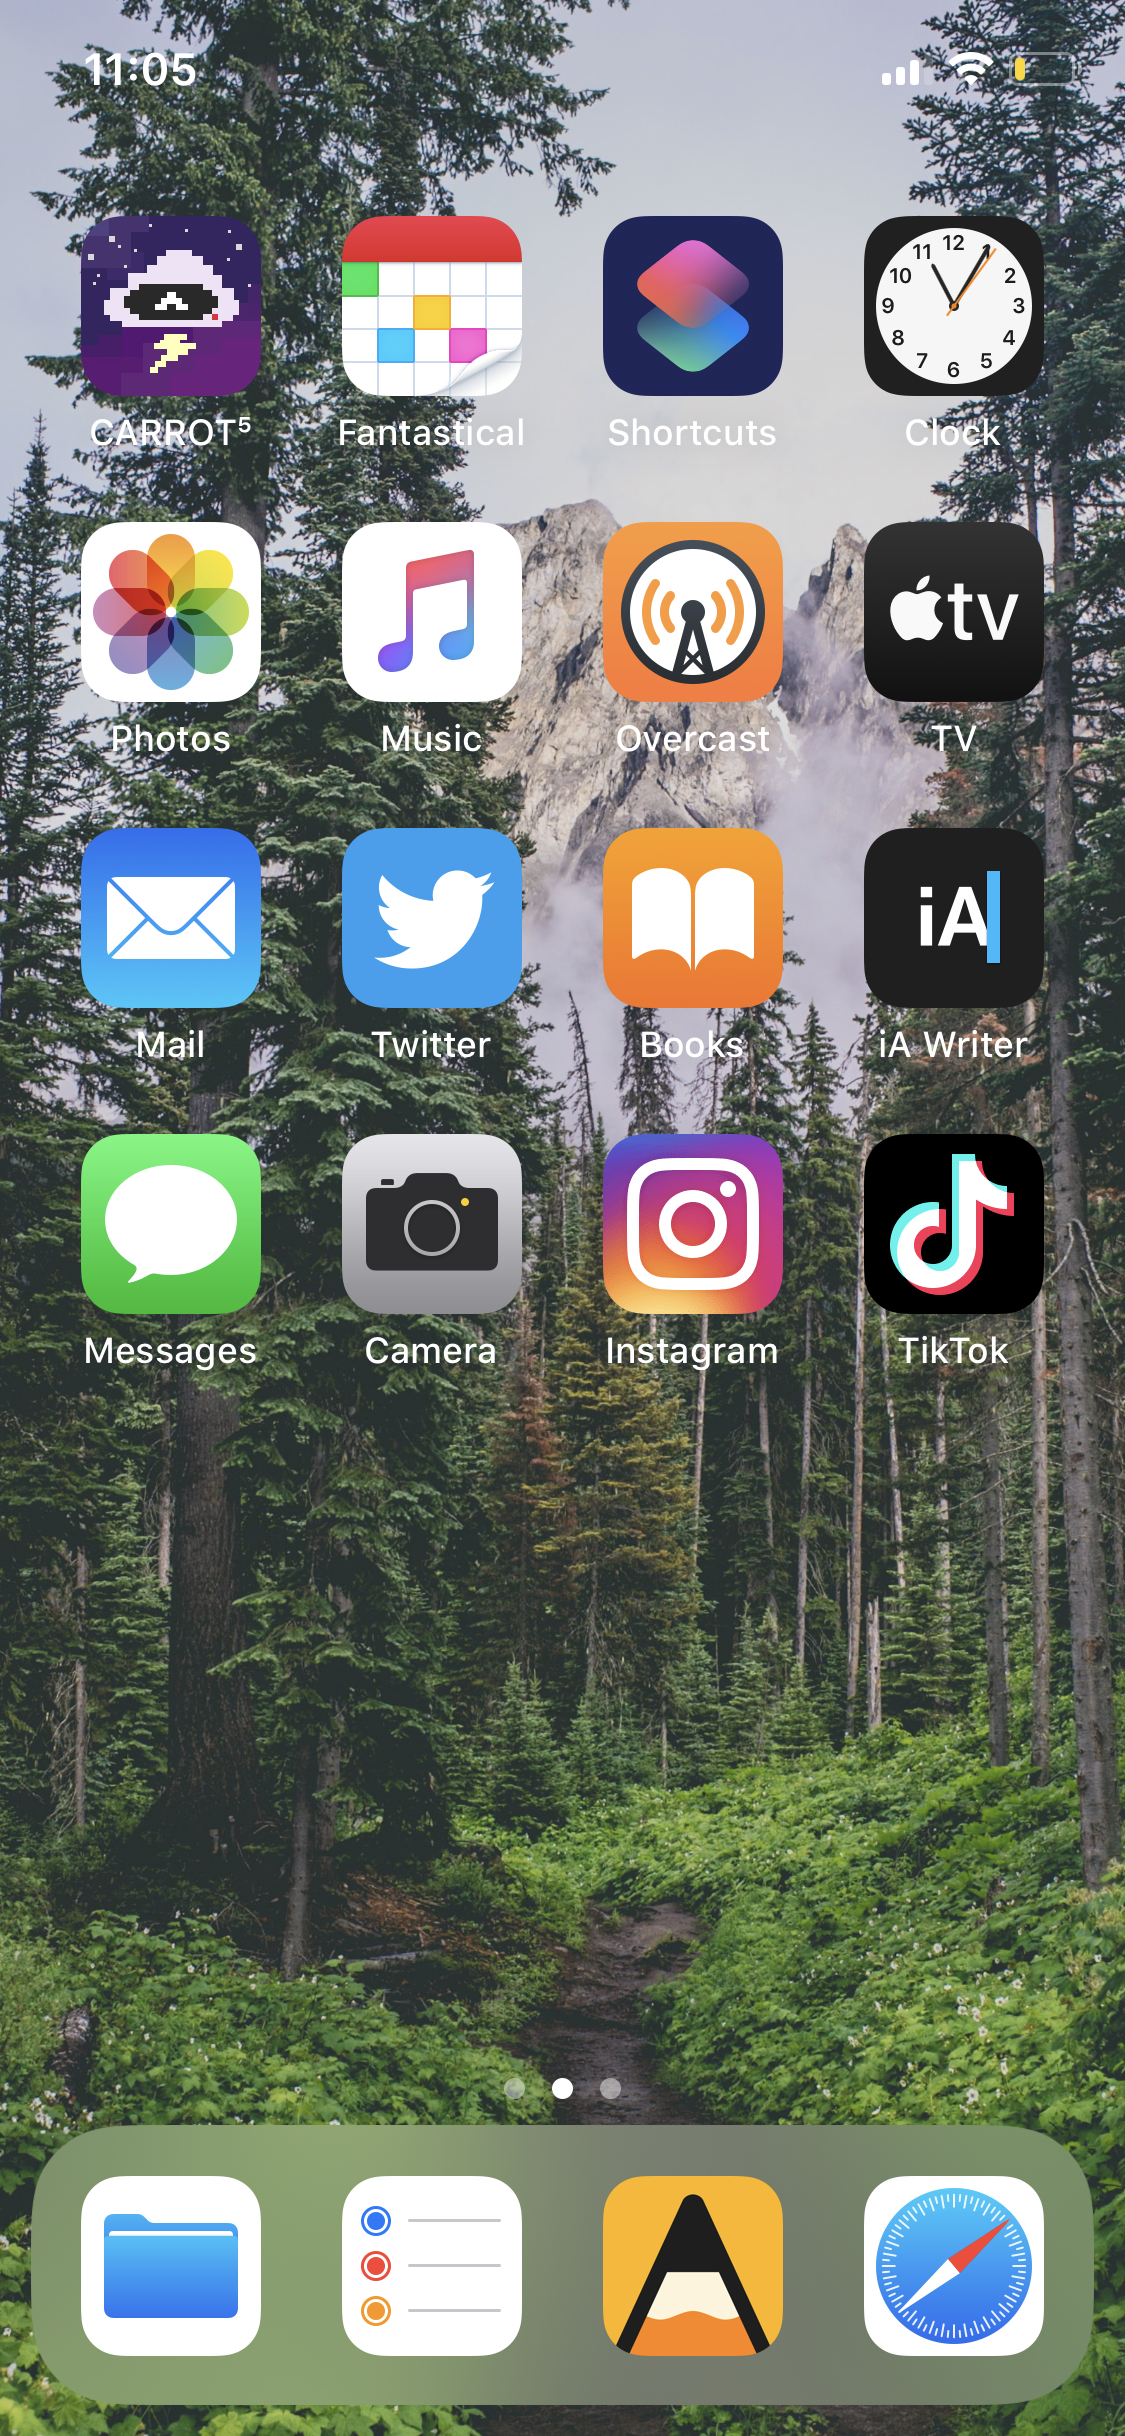 11:05
12
11 1
10 2
9 3
8 4
7 5
6
CARROT⁵ Fantastical Shortcuts Clock
tv
Photos Music Overcast TV
iA
Mail Twitter Books iA Writer
Messages Camera Instagram TikTok